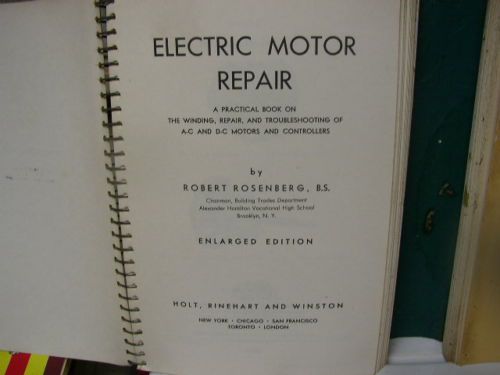 ELECTRIC MOTOR
REPAIR
A PRACTICAL BOOK ON
THE WINDING, REPAIR, AND TROUBLESHOOTING OF
A-C AND D-C MOTORS AND CONTROLLERS
by
ROBERT ROSENBERG, B.S.
Chairman, Building Trades Department
Alexander Hamilton Vocational High School
Brooklyn, N. Y.
ENLARGED EDITION
HOLT, RINEHART AND WINSTON
NEW YORK · CHICAGO · SAN FRANCISCO
TORONTO · LONDON